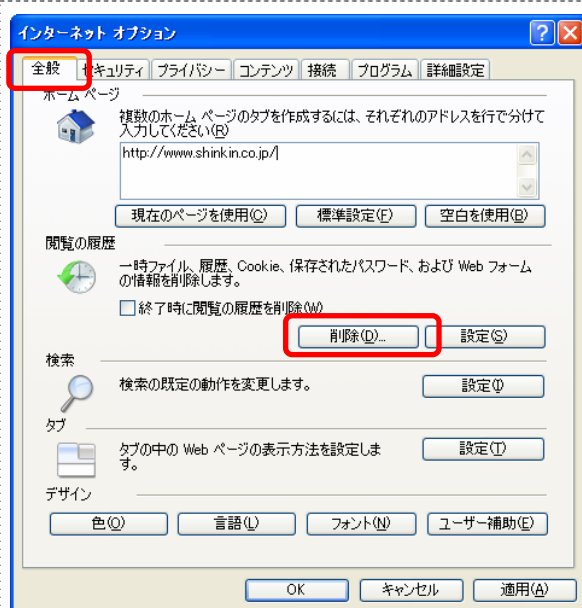 インターネット オプション
全般 セキュリティ プライバシー コンテンツ 接続 プログラム 詳細設定
ホーム ページ
複数のホーム ページのタブを作成するには、それぞれのアドレスを行で分けて
入力してください(R)
http://www.shinkin.co.jp/
現在のページを使用(C) 標準設定(F) 空白を使用(B)
閲覧の履歴
一時ファイル、履歴、Cookie、保存されたパスワード、および Web フォーム
の情報を削除します。
終了時に閲覧の履歴を削除(W)
削除(D)... 設定(S)
検索
検索の既定の動作を変更します。
設定(I)
タブ
タブの中の Web ページの表示方法を設定しま
す。
設定(T)
デザイン
色(O) 言語(L) フォント(N) ユーザー補助(E)
OK キャンセル 適用(A)